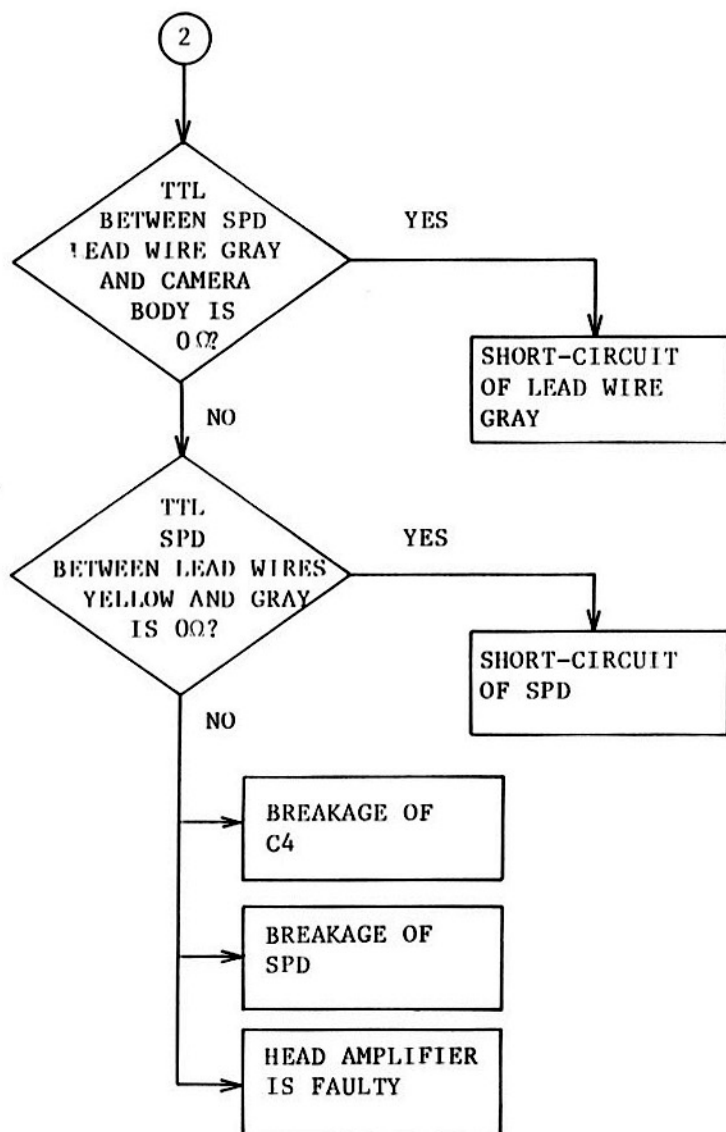 2
TTL
BETWEEN SPD
LEAD WIRE GRAY
AND CAMERA
BODY IS
0Ω?
YES
SHORT-CIRCUIT
OF LEAD WIRE
GRAY
NO
TTL
SPD
BETWEEN LEAD WIRES
YELLOW AND GRAY
IS 0Ω?
YES
SHORT-CIRCUIT
OF SPD
NO
BREAKAGE OF
C4
BREAKAGE OF
SPD
HEAD AMPLIFIER
IS FAULTY